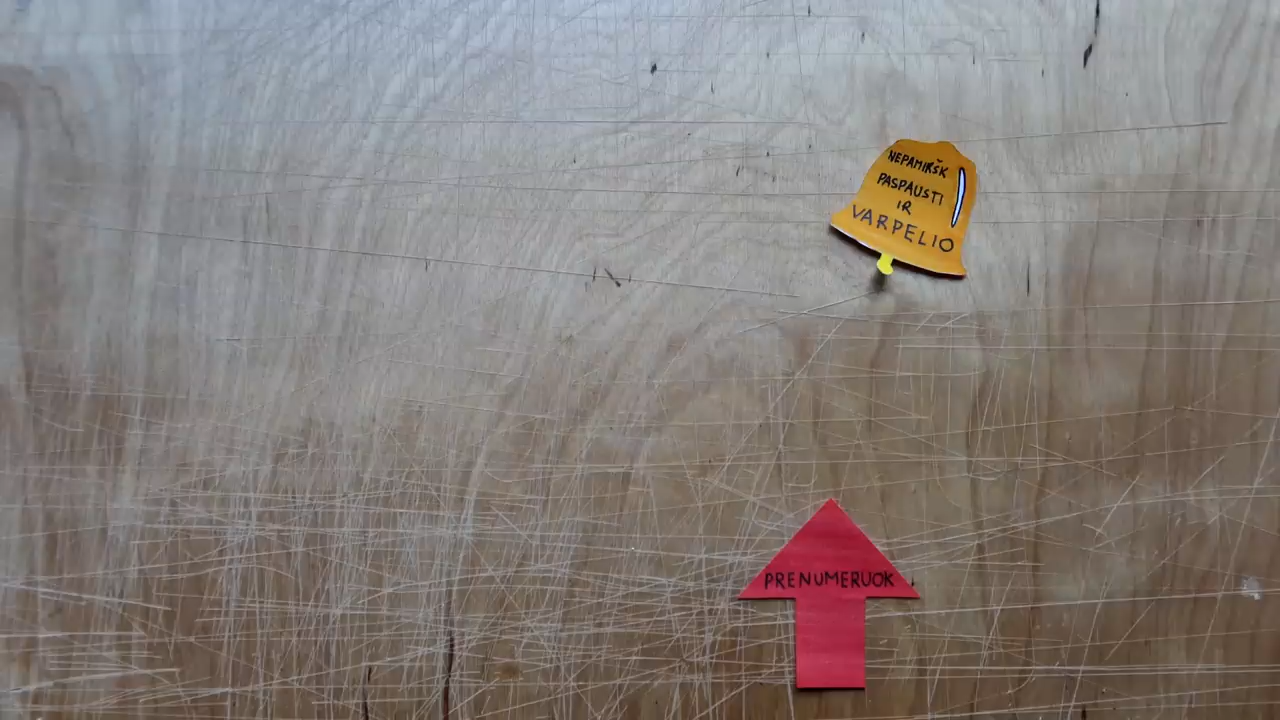 NEPAMIRŠK
PASPAUSTI
IR
VARPELIO
PRENUMERUOK